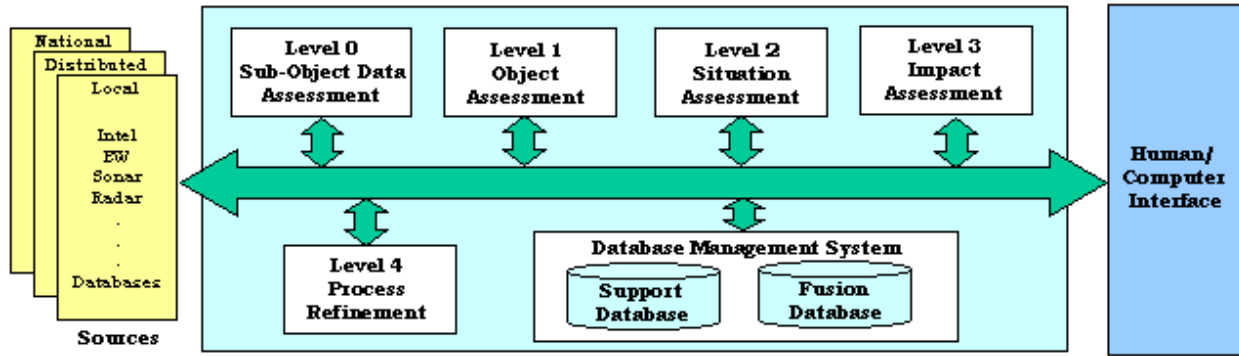 National
Distributed
Local
Intel
EW
Sonar
Radar
.
.
.
Databases
Sources
Level 0
Sub-Object Data
Assessment
Level 1
Object
Assessment
Level 2
Situation
Assessment
Level 3
Impact
Assessment
Level 4
Process
Refinement
Database Management System
Support
Database
Fusion
Database
Human/
Computer
Interface